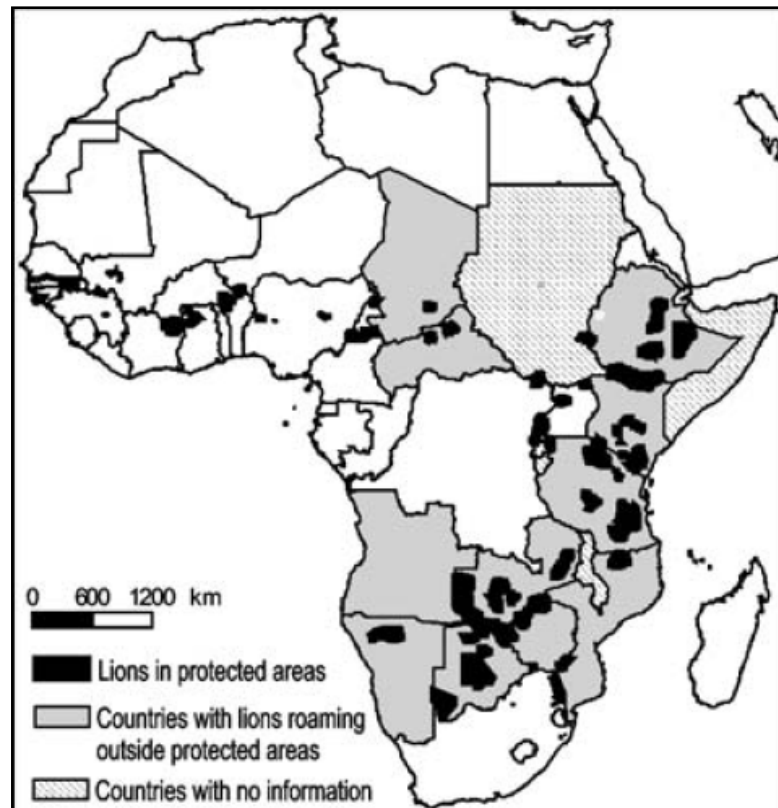 0 600 1200 km
Lions in protected areas
Countries with lions roaming
outside protected areas
Countries with no information